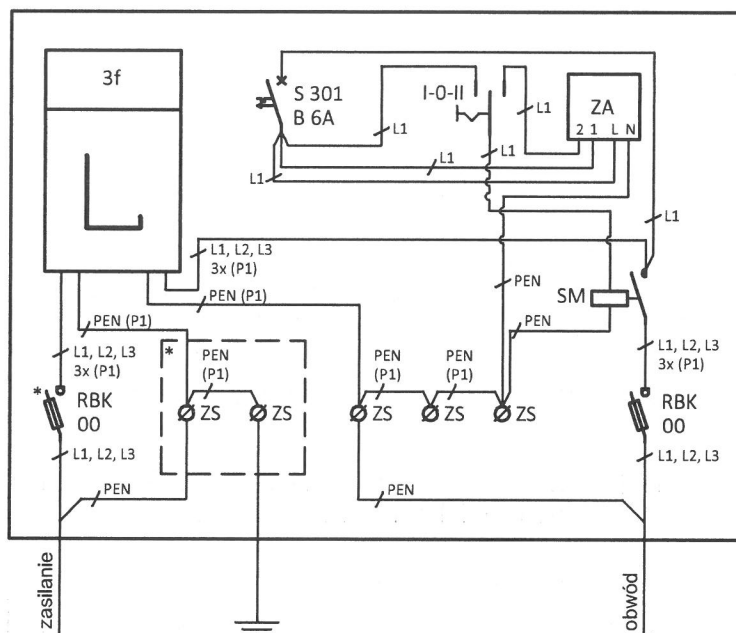 3f
S 301
B 6A
I-0-II
ZA
2 1 L N
L1
L1
L1
L1
L1
L1
L1, L2, L3
3x (P1)
PEN (P1)
PEN (P1)
PEN
PEN
SM
L1, L2, L3
3x (P1)
L1, L2, L3
3x (P1)
*
PEN
(P1)
PEN
(P1)
PEN
(P1)
*
RBK
00
ZS
ZS
ZS
ZS
ZS
RBK
00
L1, L2, L3
L1, L2, L3
PEN
PEN
zasilanie
obwód